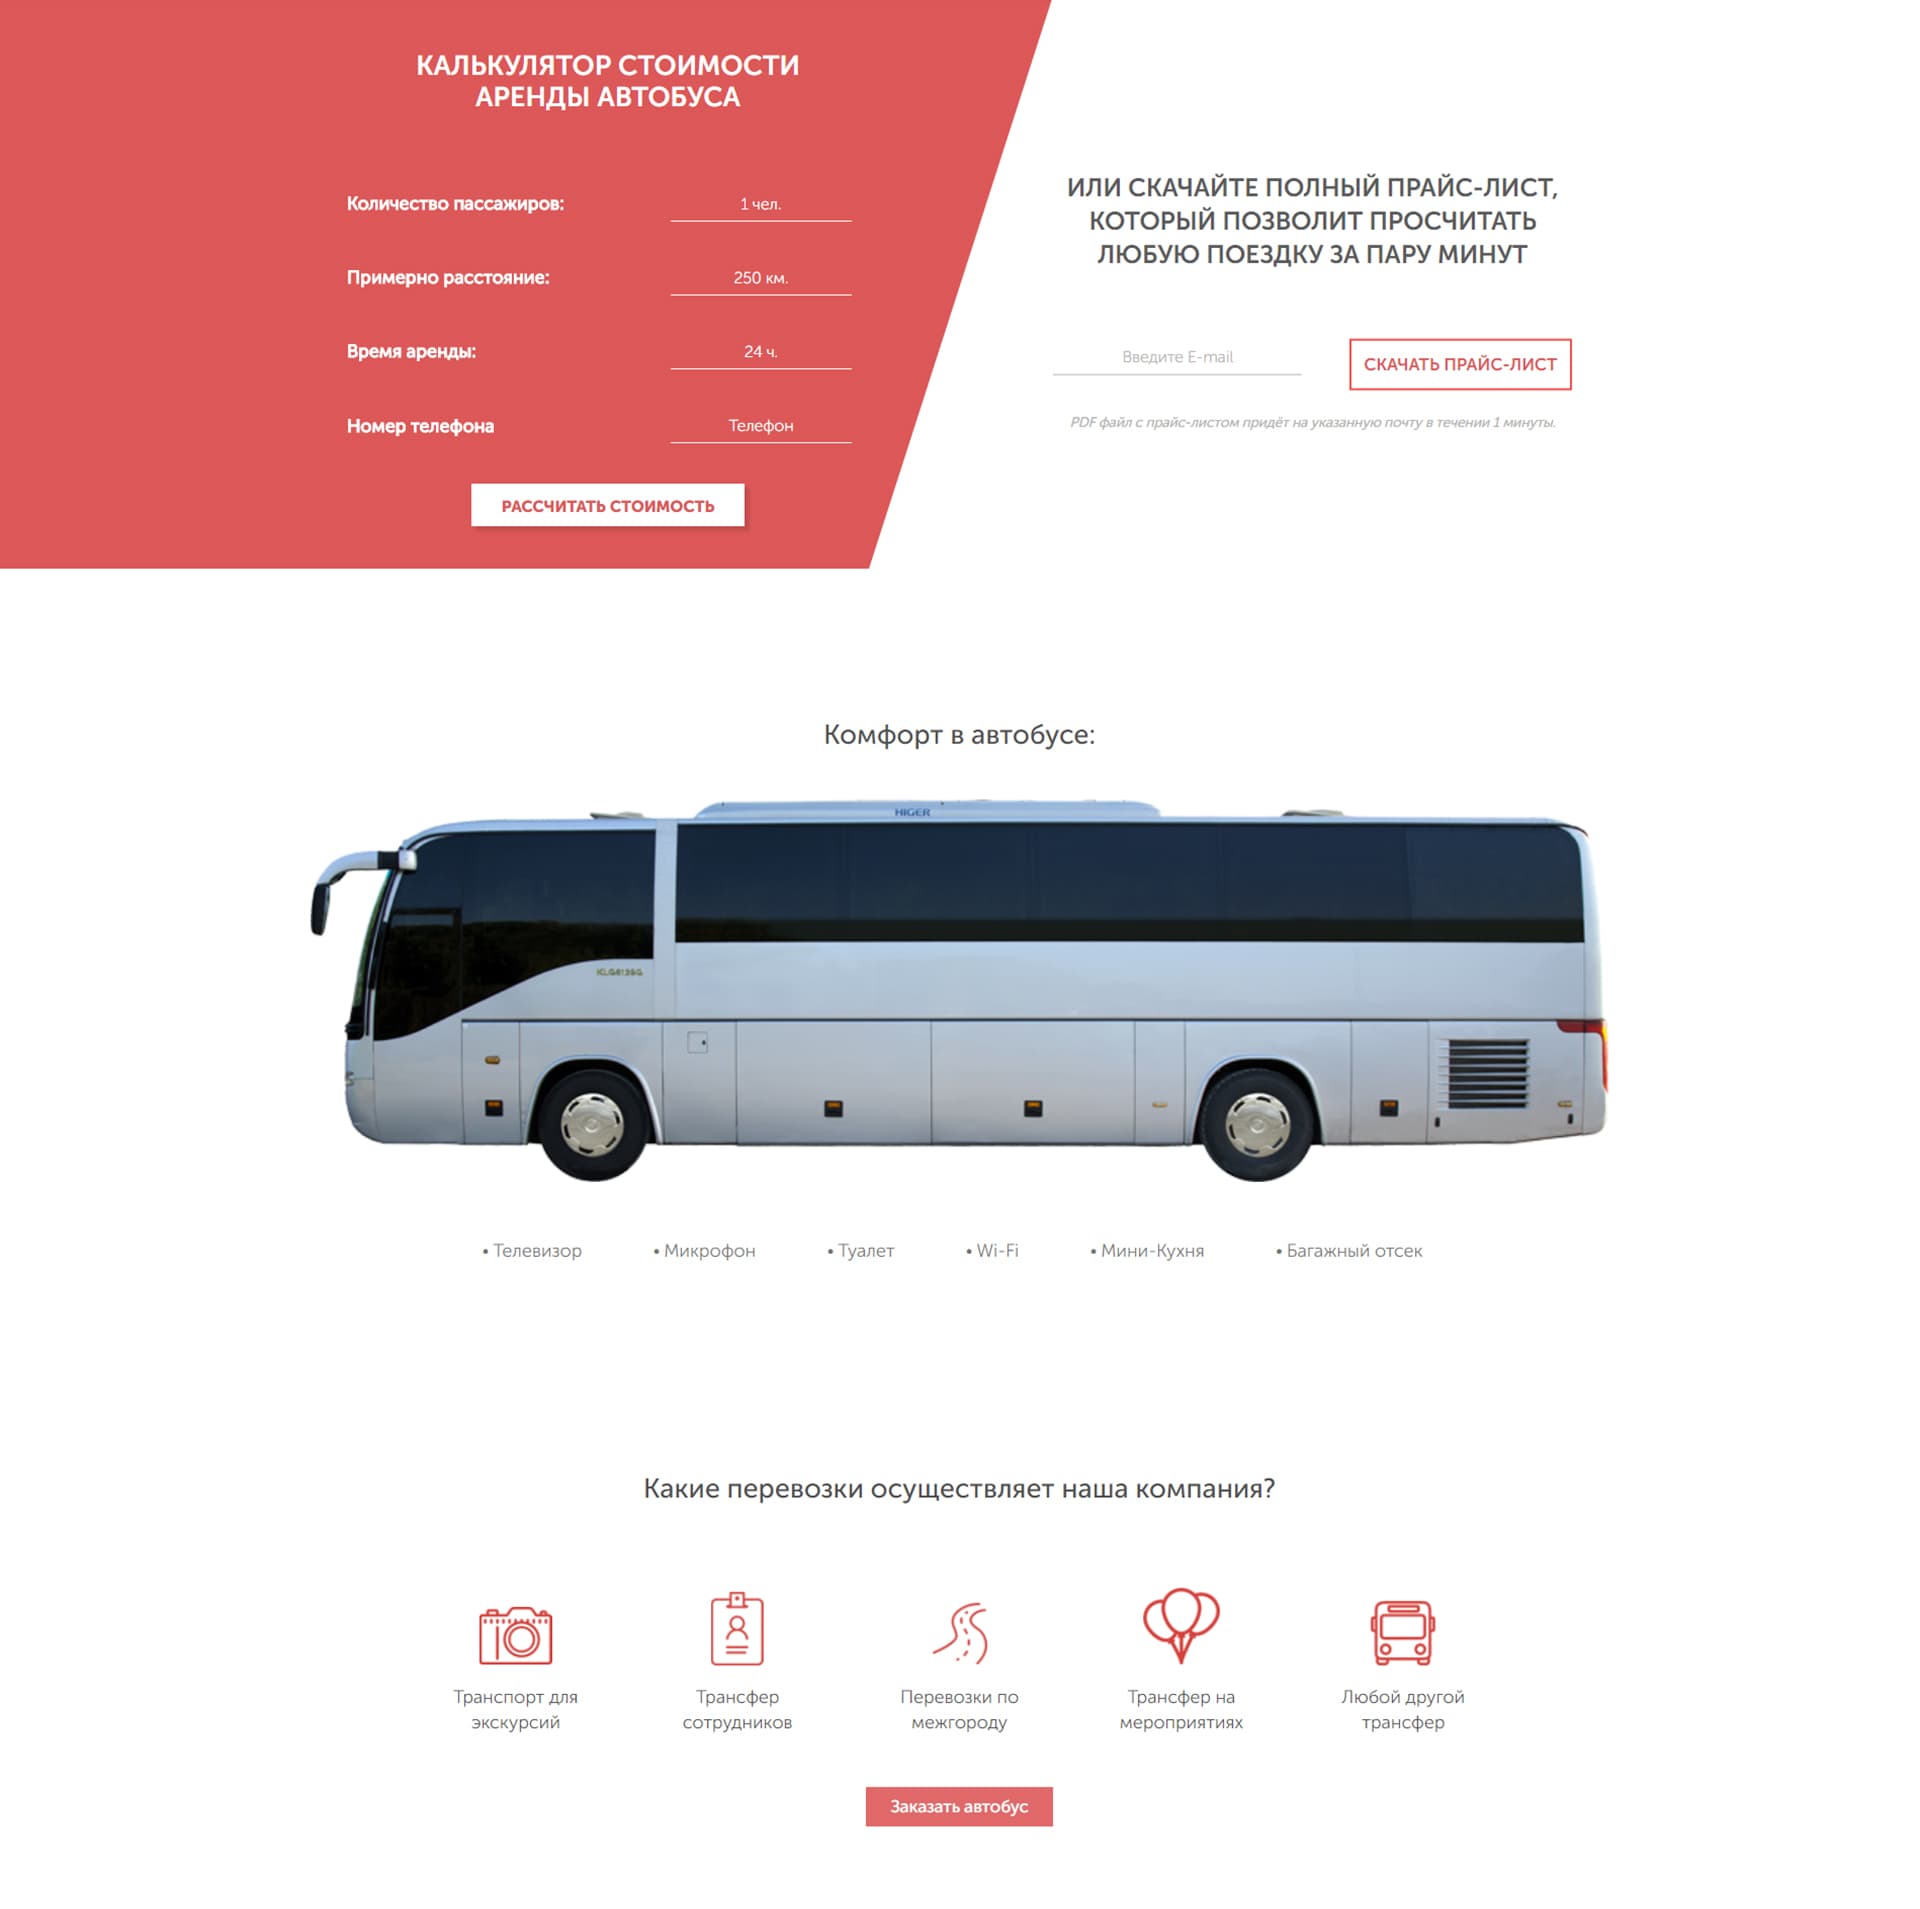 КАЛЬКУЛЯТОР СТОИМОСТИ
АРЕНДЫ АВТОБУСА
Количество пассажиров:
1 чел.
Примерно расстояние:
250 км.
Время аренды:
24 ч.
Номер телефона
Телефон
РАССЧИТАТЬ СТОИМОСТЬ
ИЛИ СКАЧАЙТЕ ПОЛНЫЙ ПРАЙС-ЛИСТ,
КОТОРЫЙ ПОЗВОЛИТ ПРОСЧИТАТЬ
ЛЮБУЮ ПОЕЗДКУ ЗА ПАРУ МИНУТ
Введите E-mail
СКАЧАТЬ ПРАЙС-ЛИСТ
PDF файл с прайс-листом придёт на указанную почту в течении 1 минуты.
Комфорт в автобусе:
HIGER
• Телевизор
• Микрофон
• Туалет
• Wi-Fi
• Мини-Кухня
• Багажный отсек
Какие перевозки осуществляет наша компания?
Транспорт для
экскурсий
Трансфер
сотрудников
Перевозки по
межгороду
Трансфер на
мероприятиях
Любой другой
трансфер
Заказать автобус